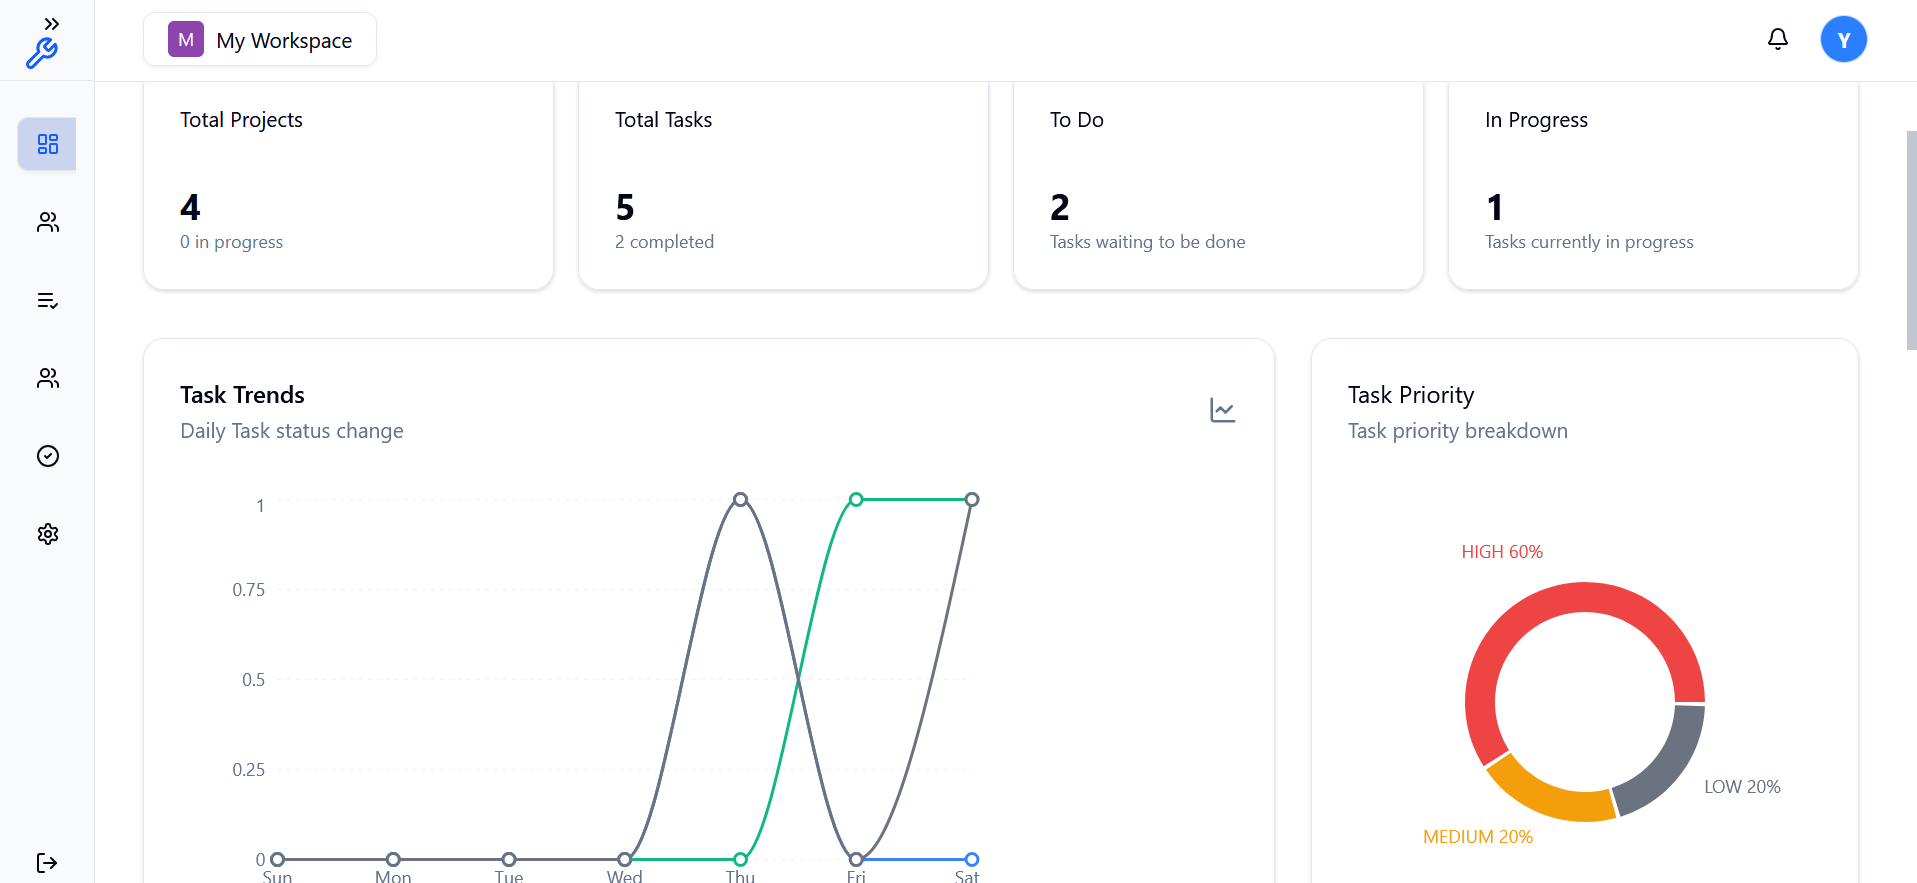 M My Workspace
Y
Total Projects
4
0 in progress
Total Tasks
5
2 completed
To Do
2
Tasks waiting to be done
In Progress
1
Tasks currently in progress
Task Trends
Daily Task status change
1
0.75
0.5
0.25
0
Sun Mon Tue Wed Thu Fri Sat
Task Priority
Task priority breakdown
HIGH 60%
LOW 20%
MEDIUM 20%